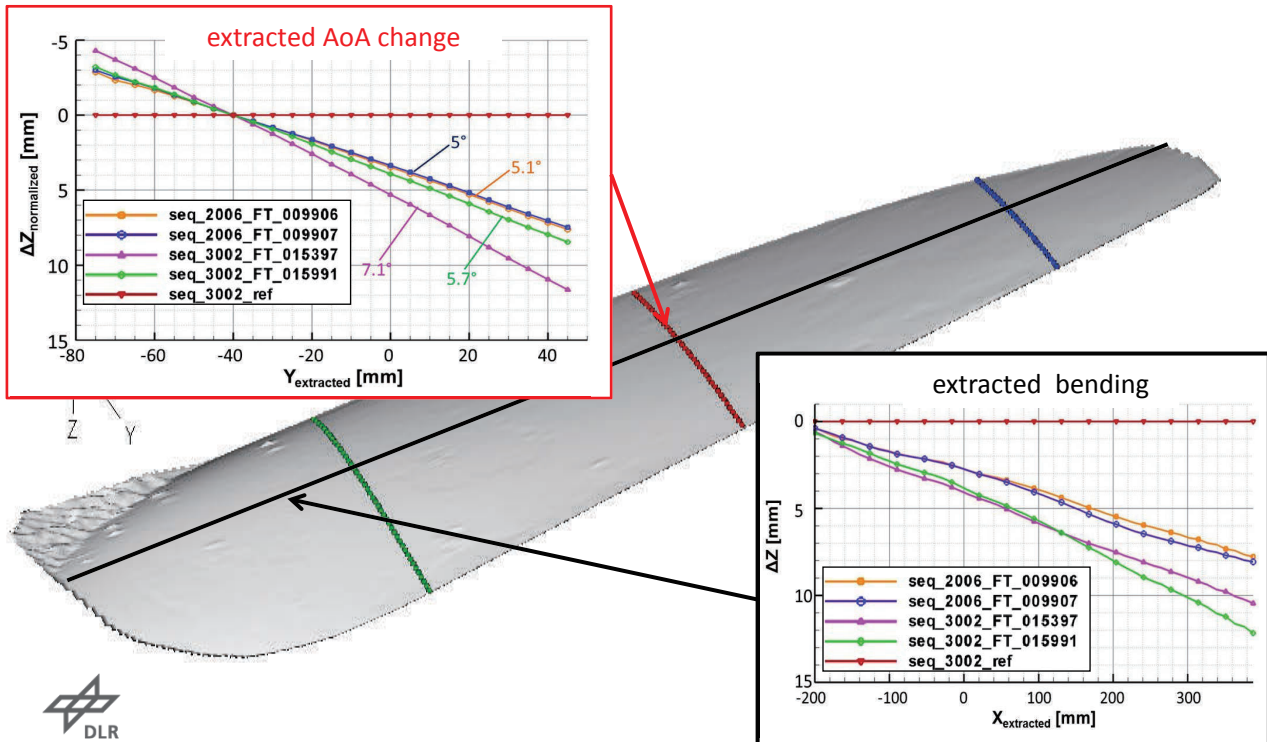 extracted AoA change
-5
0
5
10
15
ΔZnormalized [mm]
5°
5.1°
7.1°
5.7°
seq_2006_FT_009906
seq_2006_FT_009907
seq_3002_FT_015397
seq_3002_FT_015991
seq_3002_ref
-80 -60 -40 -20 0 20 40
Yextracted [mm]
Z Y
extracted bending
0
5
10
15
ΔZ [mm]
seq_2006_FT_009906
seq_2006_FT_009907
seq_3002_FT_015397
seq_3002_FT_015991
seq_3002_ref
-200 -100 0 100 200 300
Xextracted [mm]
DLR